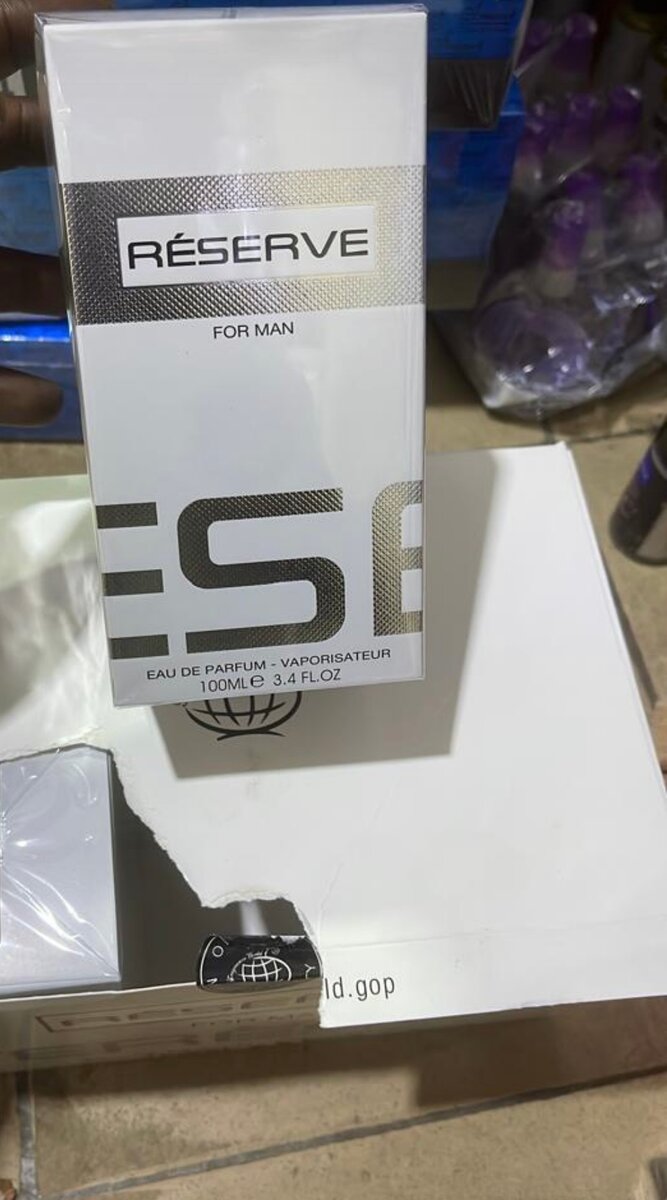 RÉSERVE
FOR MAN
ESE
EAU DE PARFUM - VAPORISATEUR
100ML e 3.4 FL.OZ
ld.gop